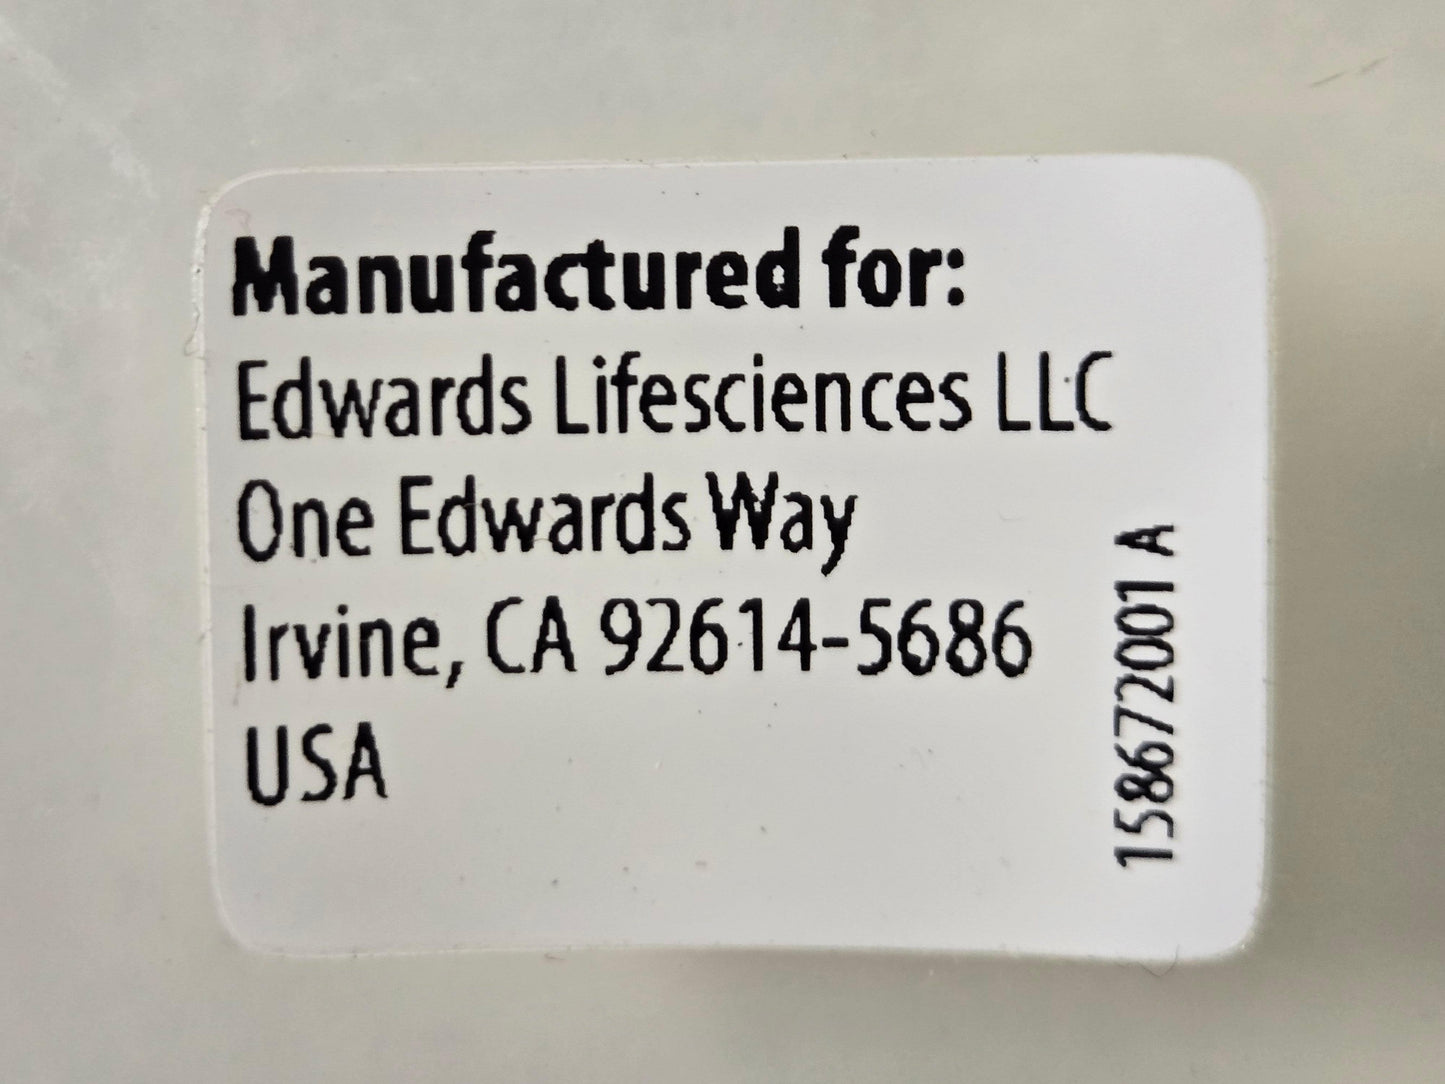 Manufactured for:
Edwards Lifesciences LLC
One Edwards Way
Irvine, CA 92614-5686
USA
158672001 A